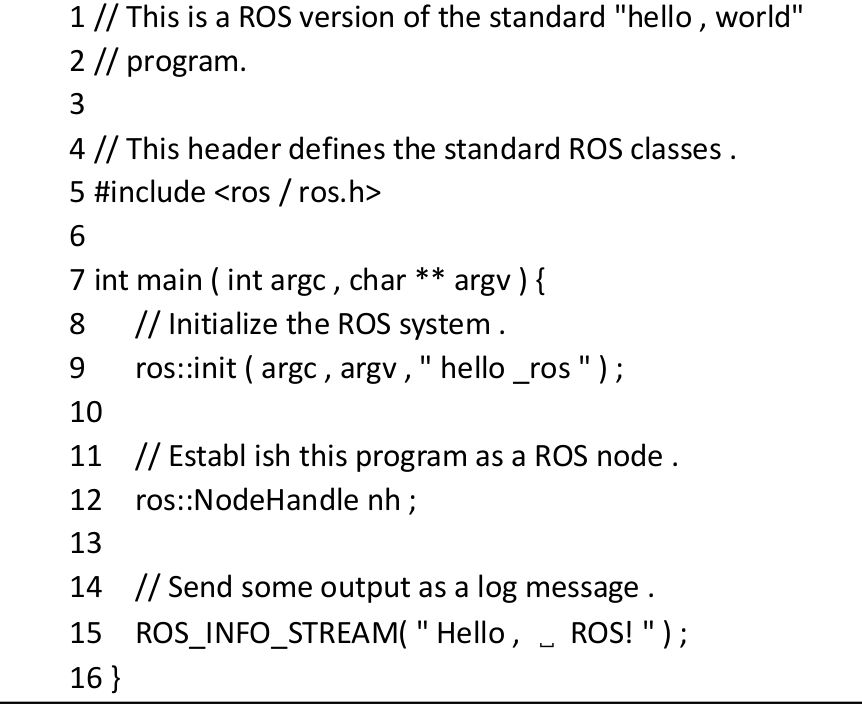 1 // This is a ROS version of the standard "hello , world"
2 // program.
3
4 // This header defines the standard ROS classes .
5 #include <ros / ros.h>
6
7 int main ( int argc , char ** argv ) {
8 // Initialize the ROS system .
9 ros::init ( argc , argv , " hello _ros " ) ;
10
11 // Establ ish this program as a ROS node .
12 ros::NodeHandle nh ;
13
14 // Send some output as a log message .
15 ROS_INFO_STREAM( " Hello , ␣ ROS! " ) ;
16 }